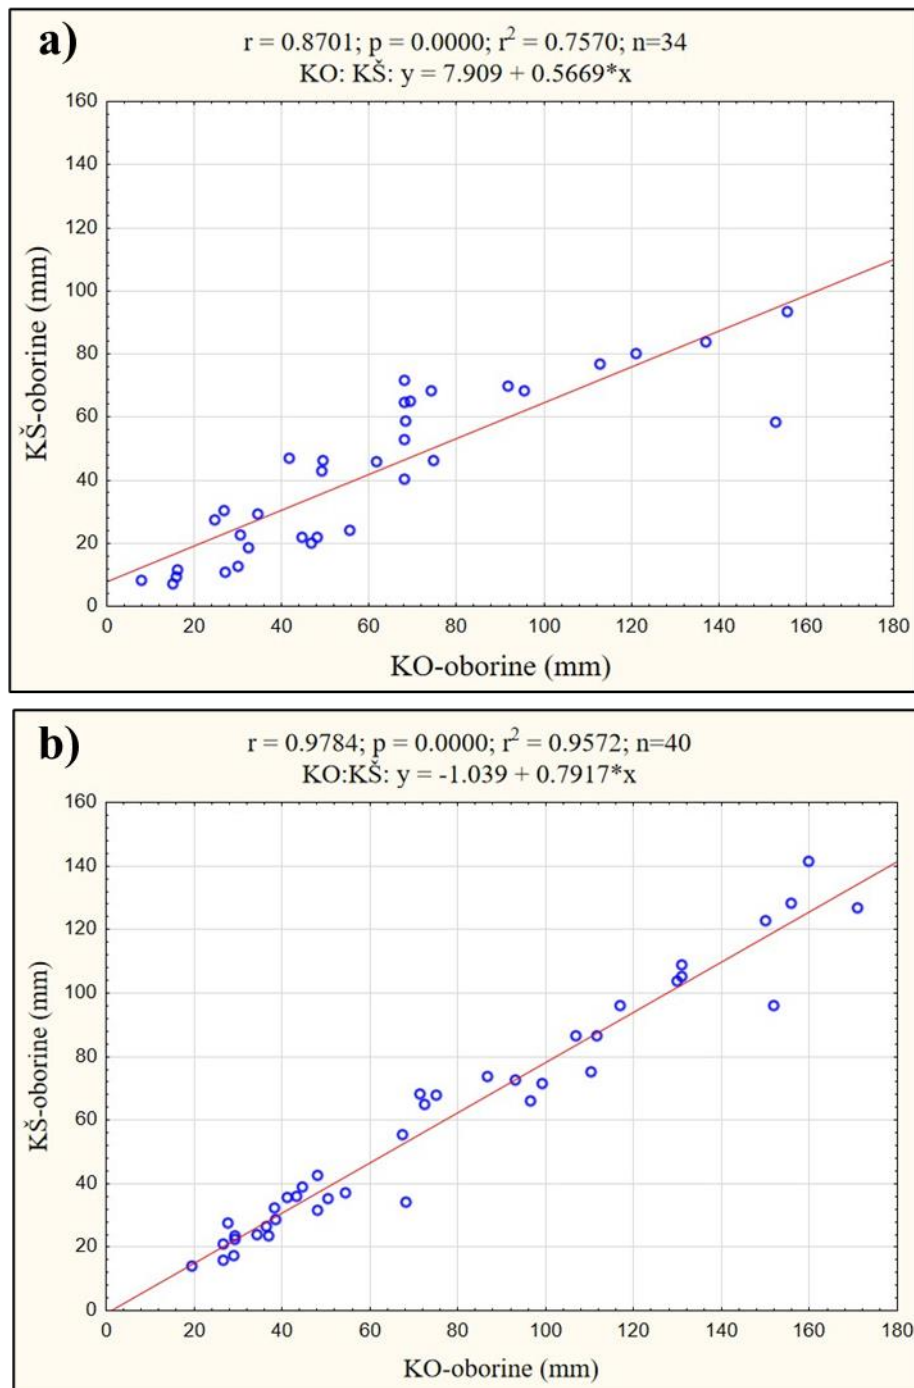 a)
r = 0.8701; p = 0.0000; r² = 0.7570; n=34
KO: KŠ: y = 7.909 + 0.5669*x
160
140
120
100
80
60
40
20
0
KŠ-oborine (mm)
0 20 40 60 80 100 120 140 160 180
KO-oborine (mm)
b)
r = 0.9784; p = 0.0000; r² = 0.9572; n=40
KO:KŠ: y = -1.039 + 0.7917*x
160
140
120
100
80
60
40
20
0
KŠ-oborine (mm)
0 20 40 60 80 100 120 140 160 180
KO-oborine (mm)